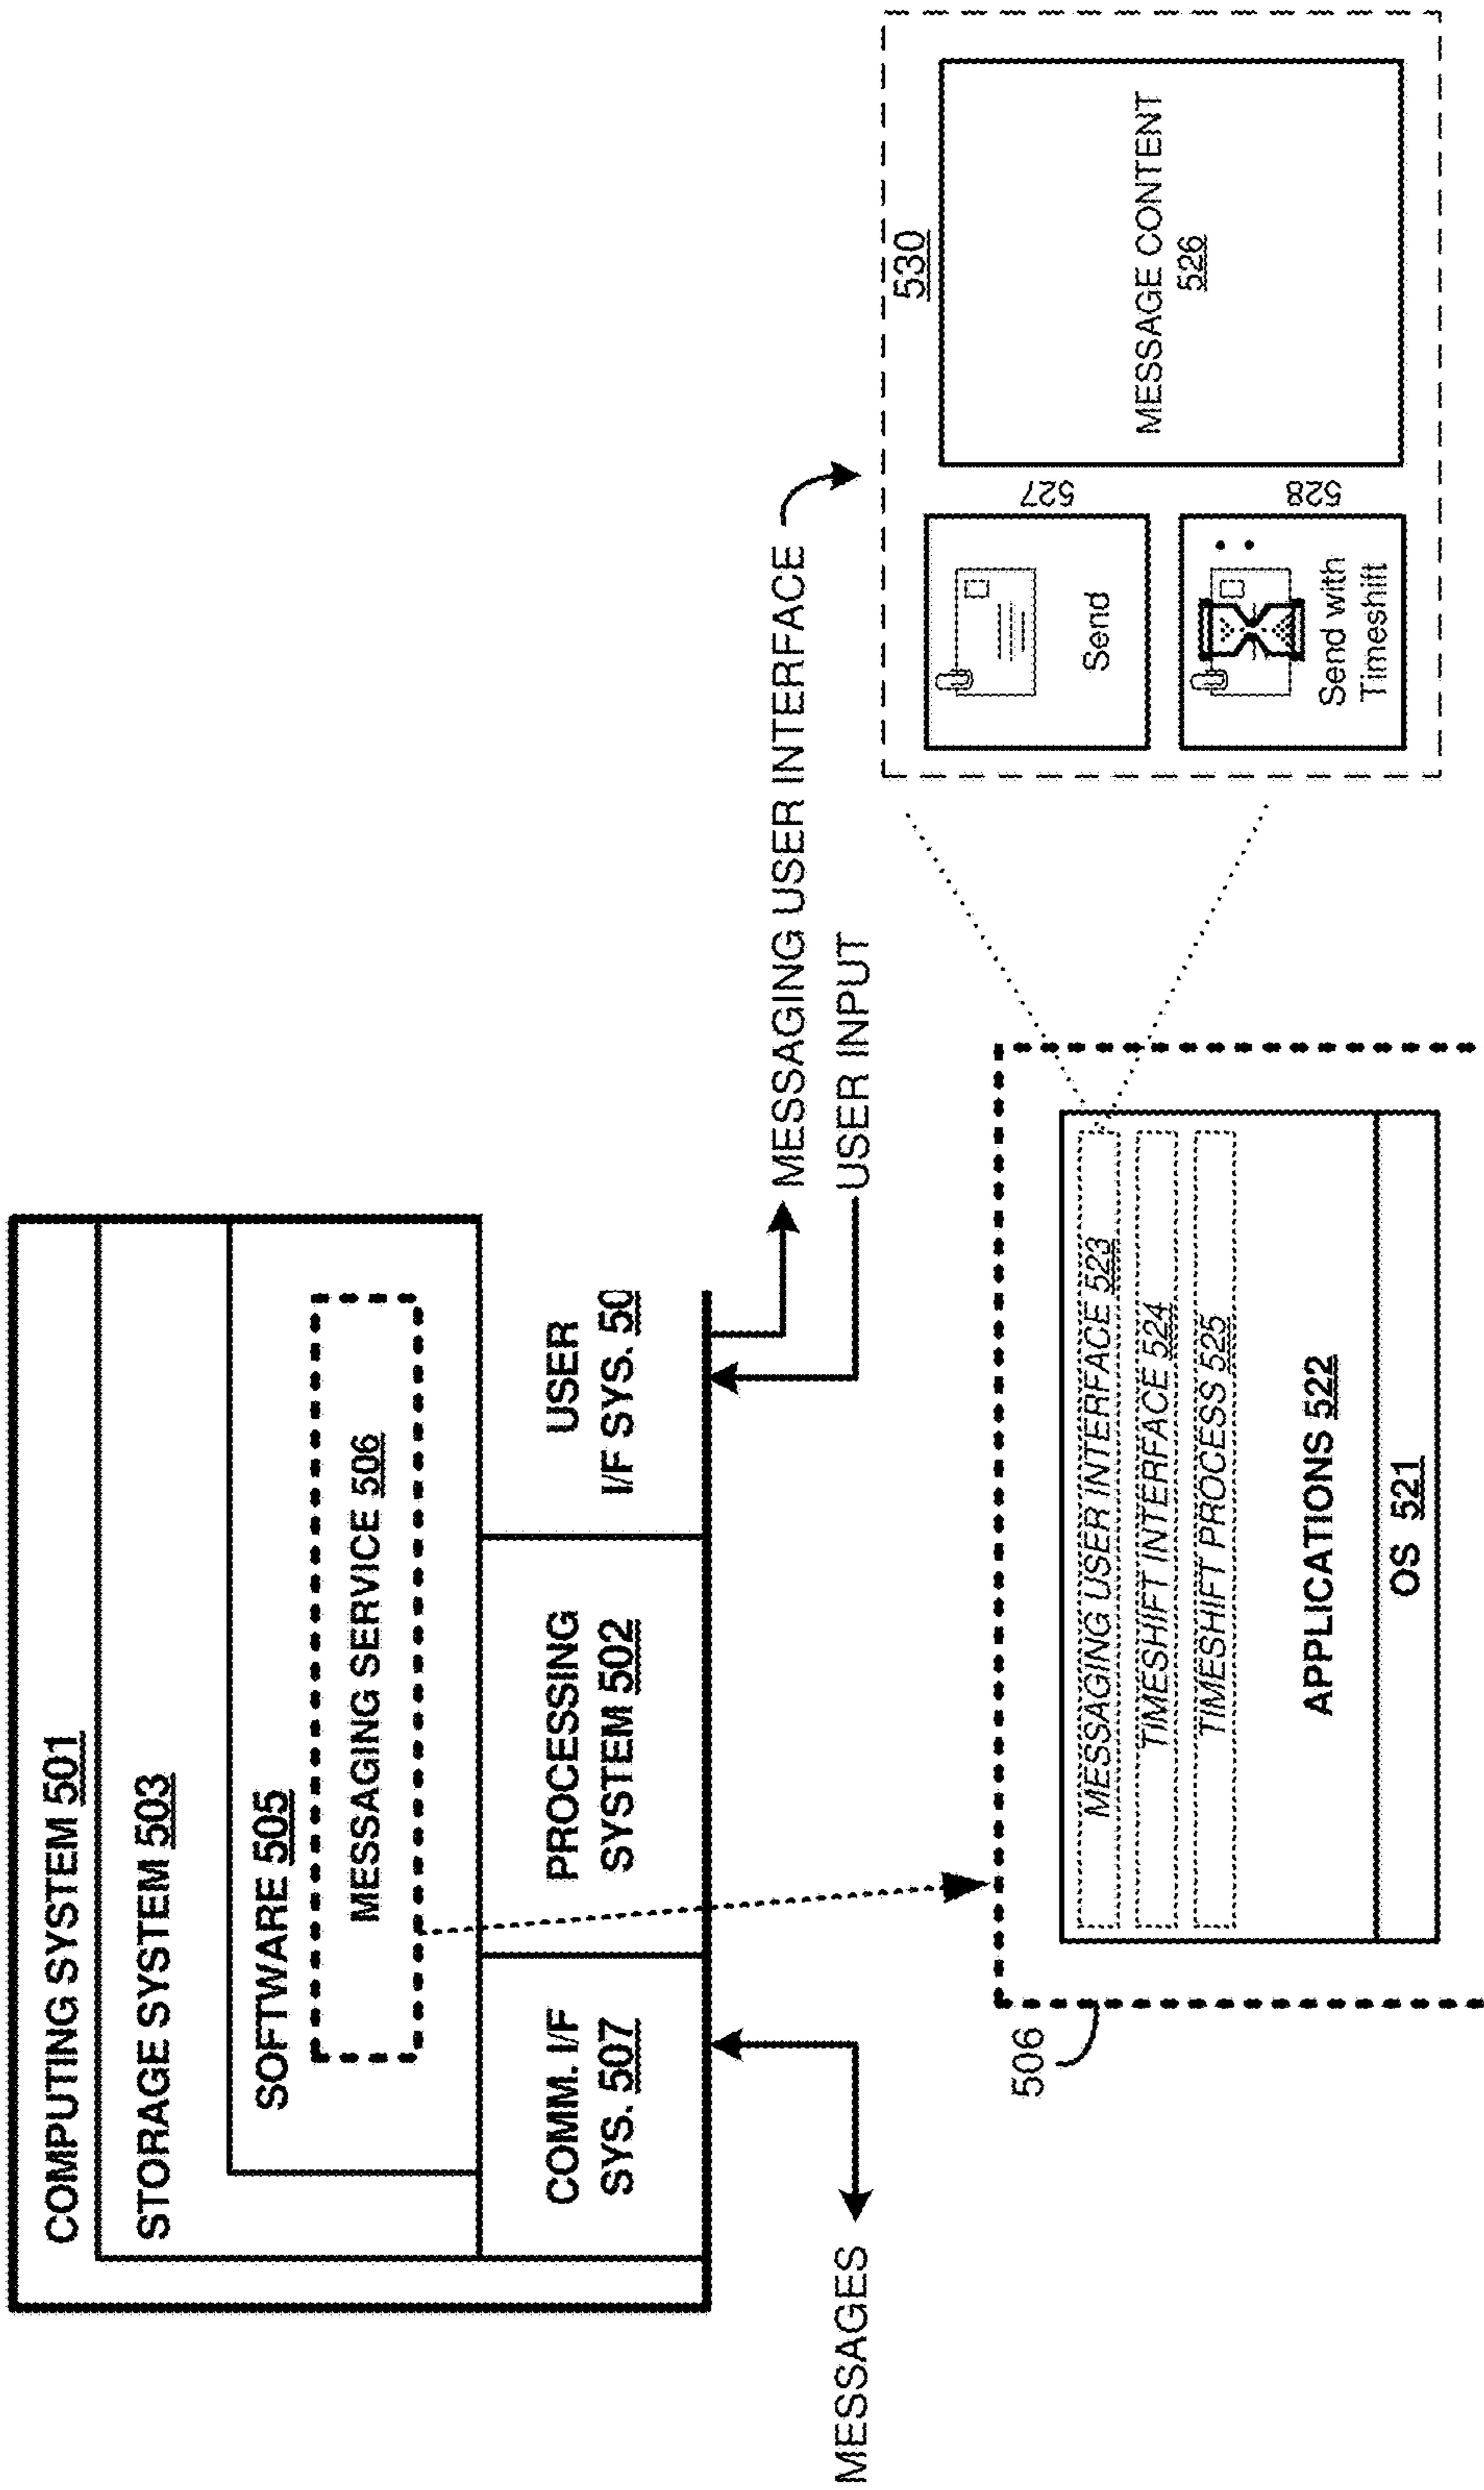 COMPUTING SYSTEM 501
STORAGE SYSTEM 503
SOFTWARE 505
MESSAGING SERVICE 506
COMM. I/F
SYS. 507
PROCESSING
SYSTEM 502
USER
I/F SYS. 50
MESSAGES
MESSAGING USER INTERFACE
USER INPUT
506
MESSAGING USER INTERFACE 523
TIMESHIFT INTERFACE 524
TIMESHIFT PROCESS 525
APPLICATIONS 522
OS 521
530
Send
527
Send with
Timeshift
528
MESSAGE CONTENT
526